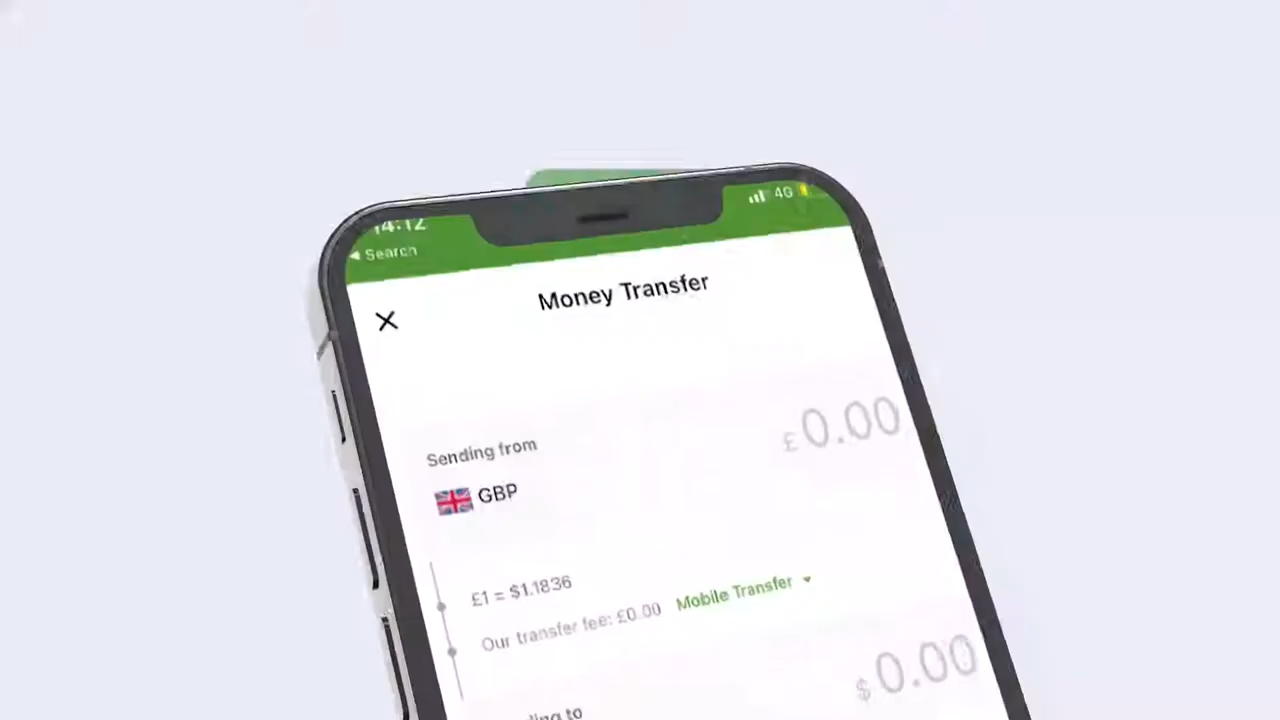 14:12
4G
◀ Search
Money Transfer
£0.00
Sending from
GBP
£1 = $1.1836
Our transfer fee: £0.00 Mobile Transfer
$0.00
to